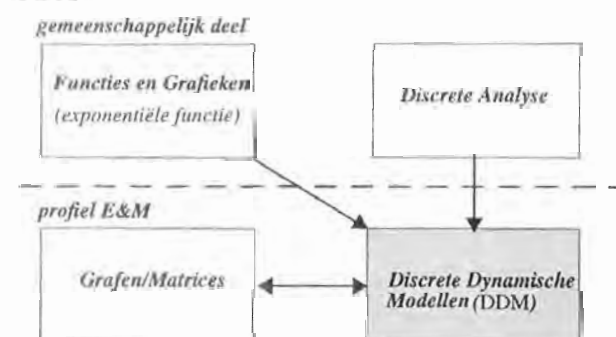 gemeenschappelijk deel
Functies en Grafieken
(exponentiële functie)
Discrete Analyse
profiel E&M
Grafen/Matrices
Discrete Dynamische
Modellen (DDM)